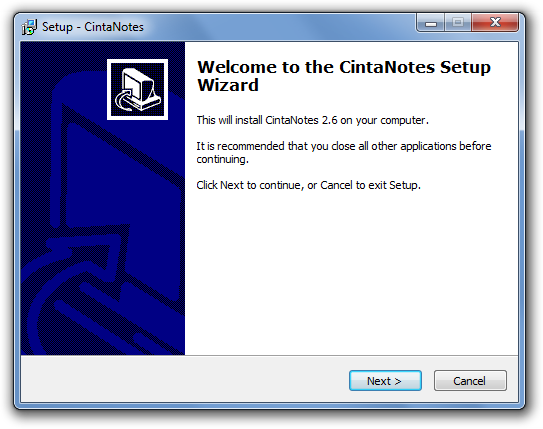 Setup - CintaNotes
Welcome to the CintaNotes Setup
Wizard
This will install CintaNotes 2.6 on your computer.
It is recommended that you close all other applications before
continuing.
Click Next to continue, or Cancel to exit Setup.
Next >
Cancel